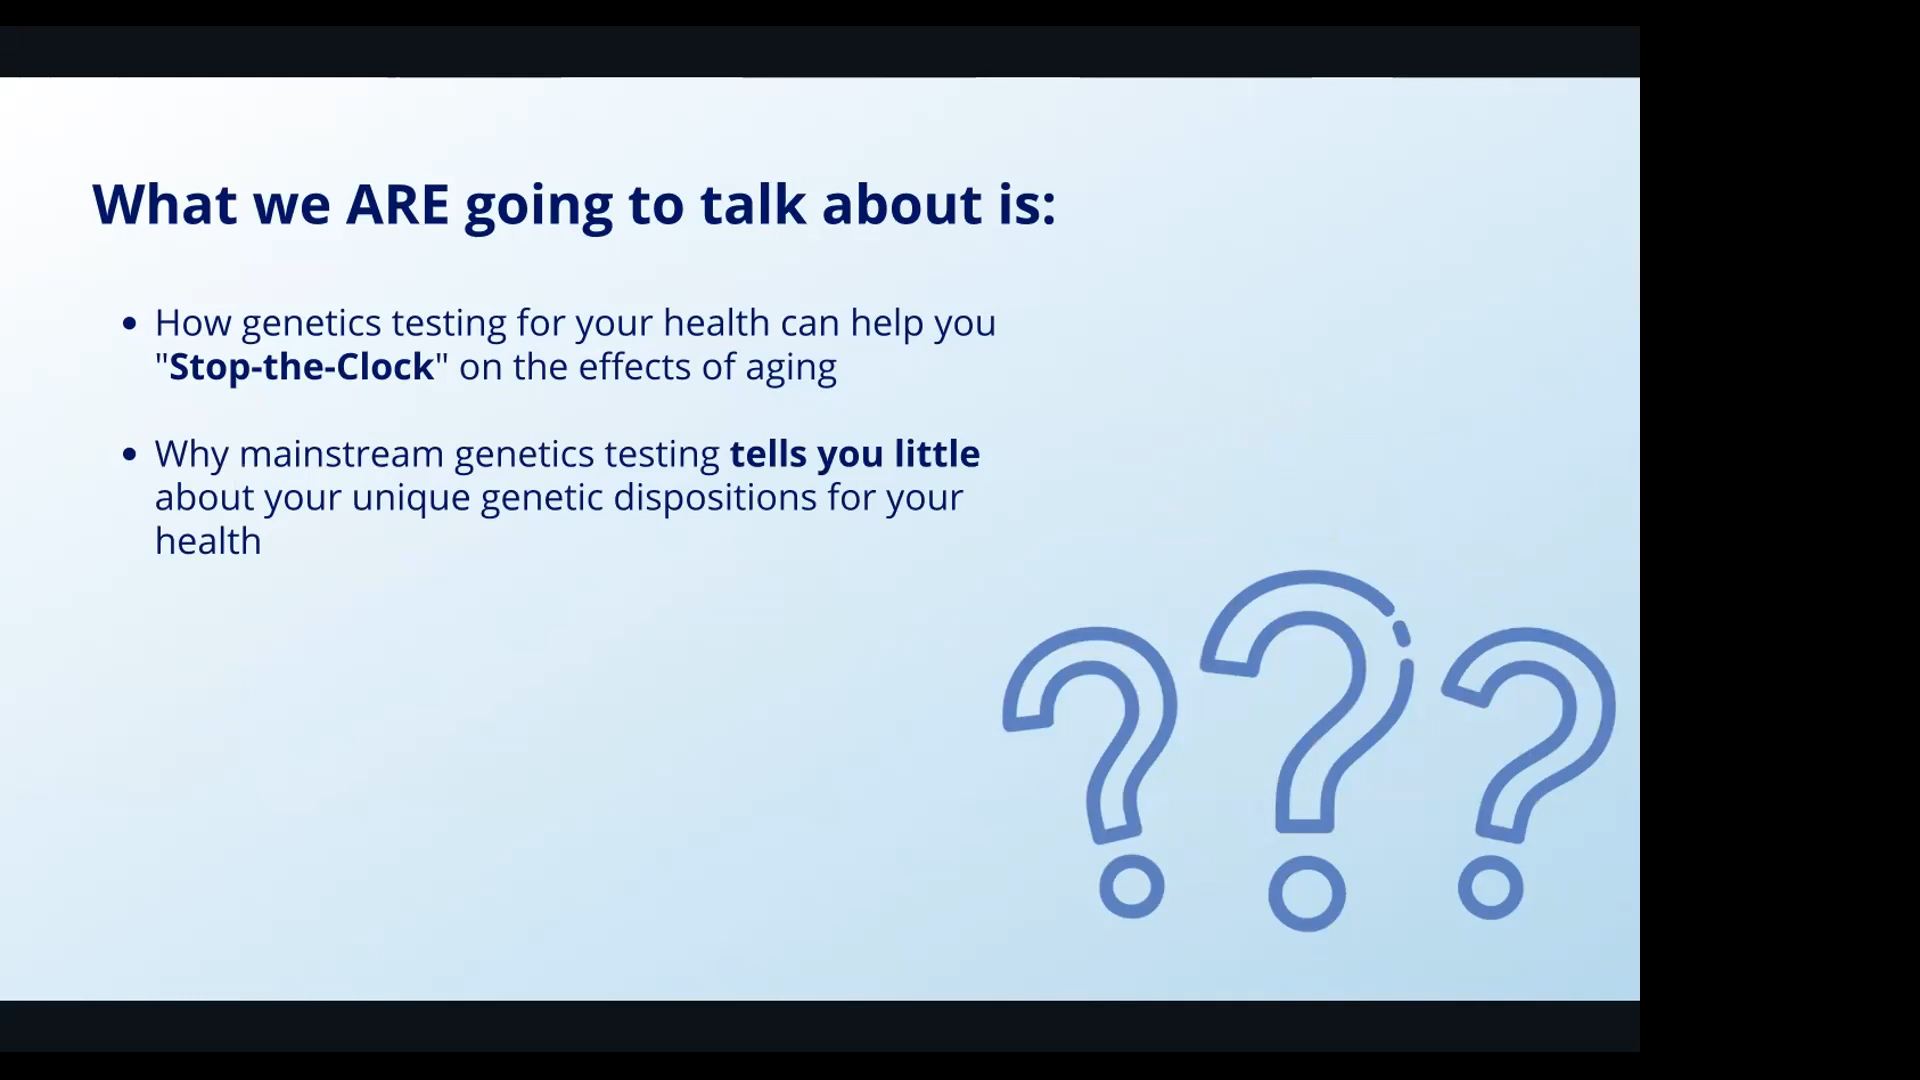 What we ARE going to talk about is:
• How genetics testing for your health can help you
"Stop-the-Clock" on the effects of aging
• Why mainstream genetics testing tells you little
about your unique genetic dispositions for your
health